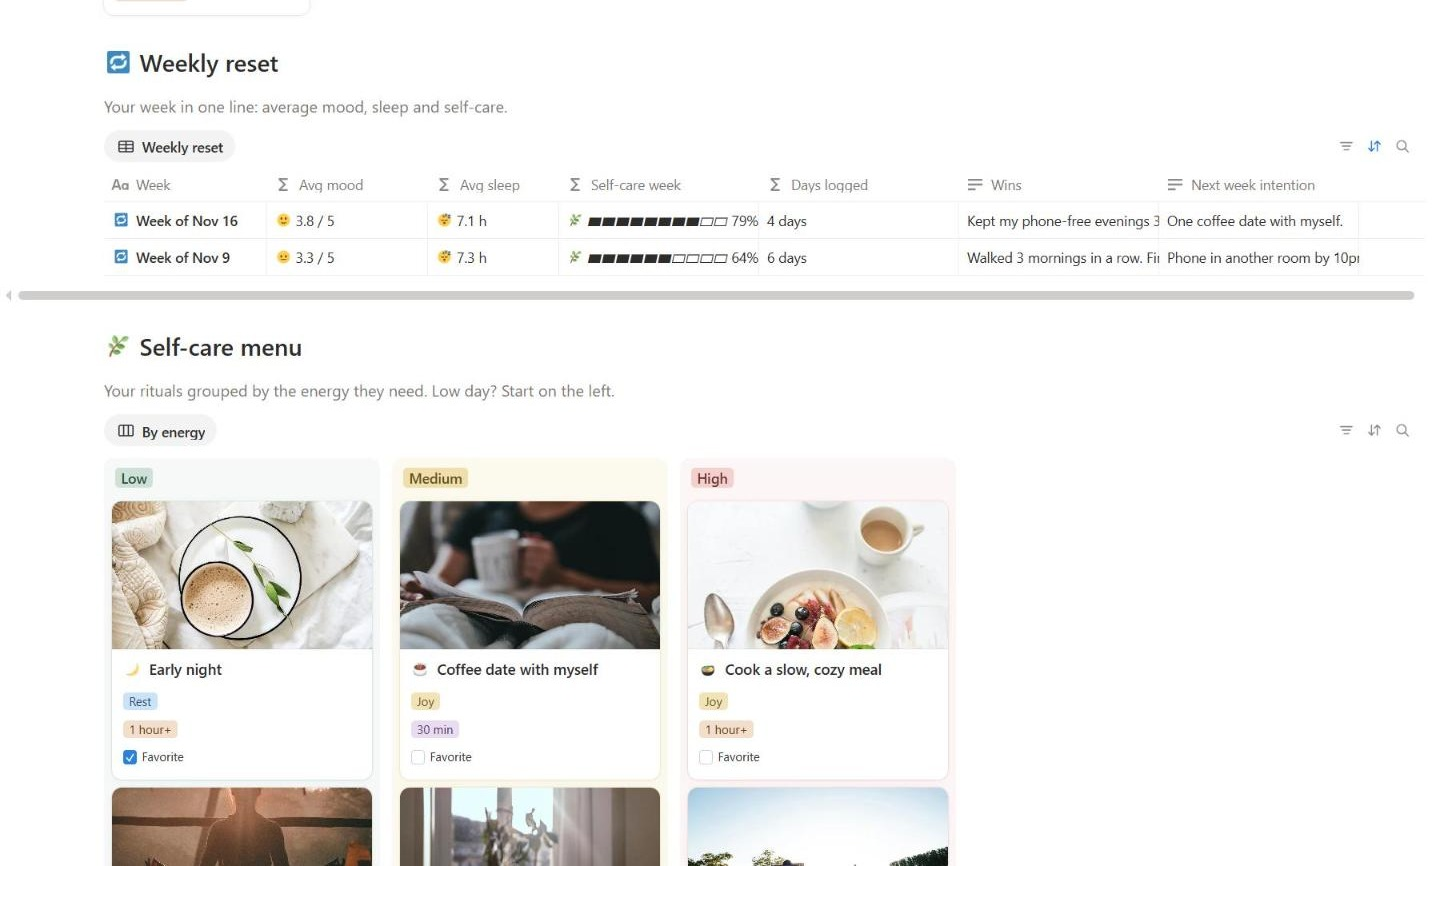 Weekly reset
Your week in one line: average mood, sleep and self-care.
Weekly reset
Aa Week Avg mood Avg sleep Self-care week Days logged Wins Next week intention
Week of Nov 16 3.8 / 5 7.1 h 79% 4 days Kept my phone-free evenings 3 One coffee date with myself.
Week of Nov 9 3.3 / 5 7.3 h 64% 6 days Walked 3 mornings in a row. Phone in another room by
Self-care menu
Your rituals grouped by the energy they need. Low day? Start on the left.
By energy
Low
Early night
Rest
1 hour+
Favorite
Medium
Coffee date with myself
Joy
30 min
Favorite
High
Cook a slow, cozy meal
Joy
1 hour+
Favorite